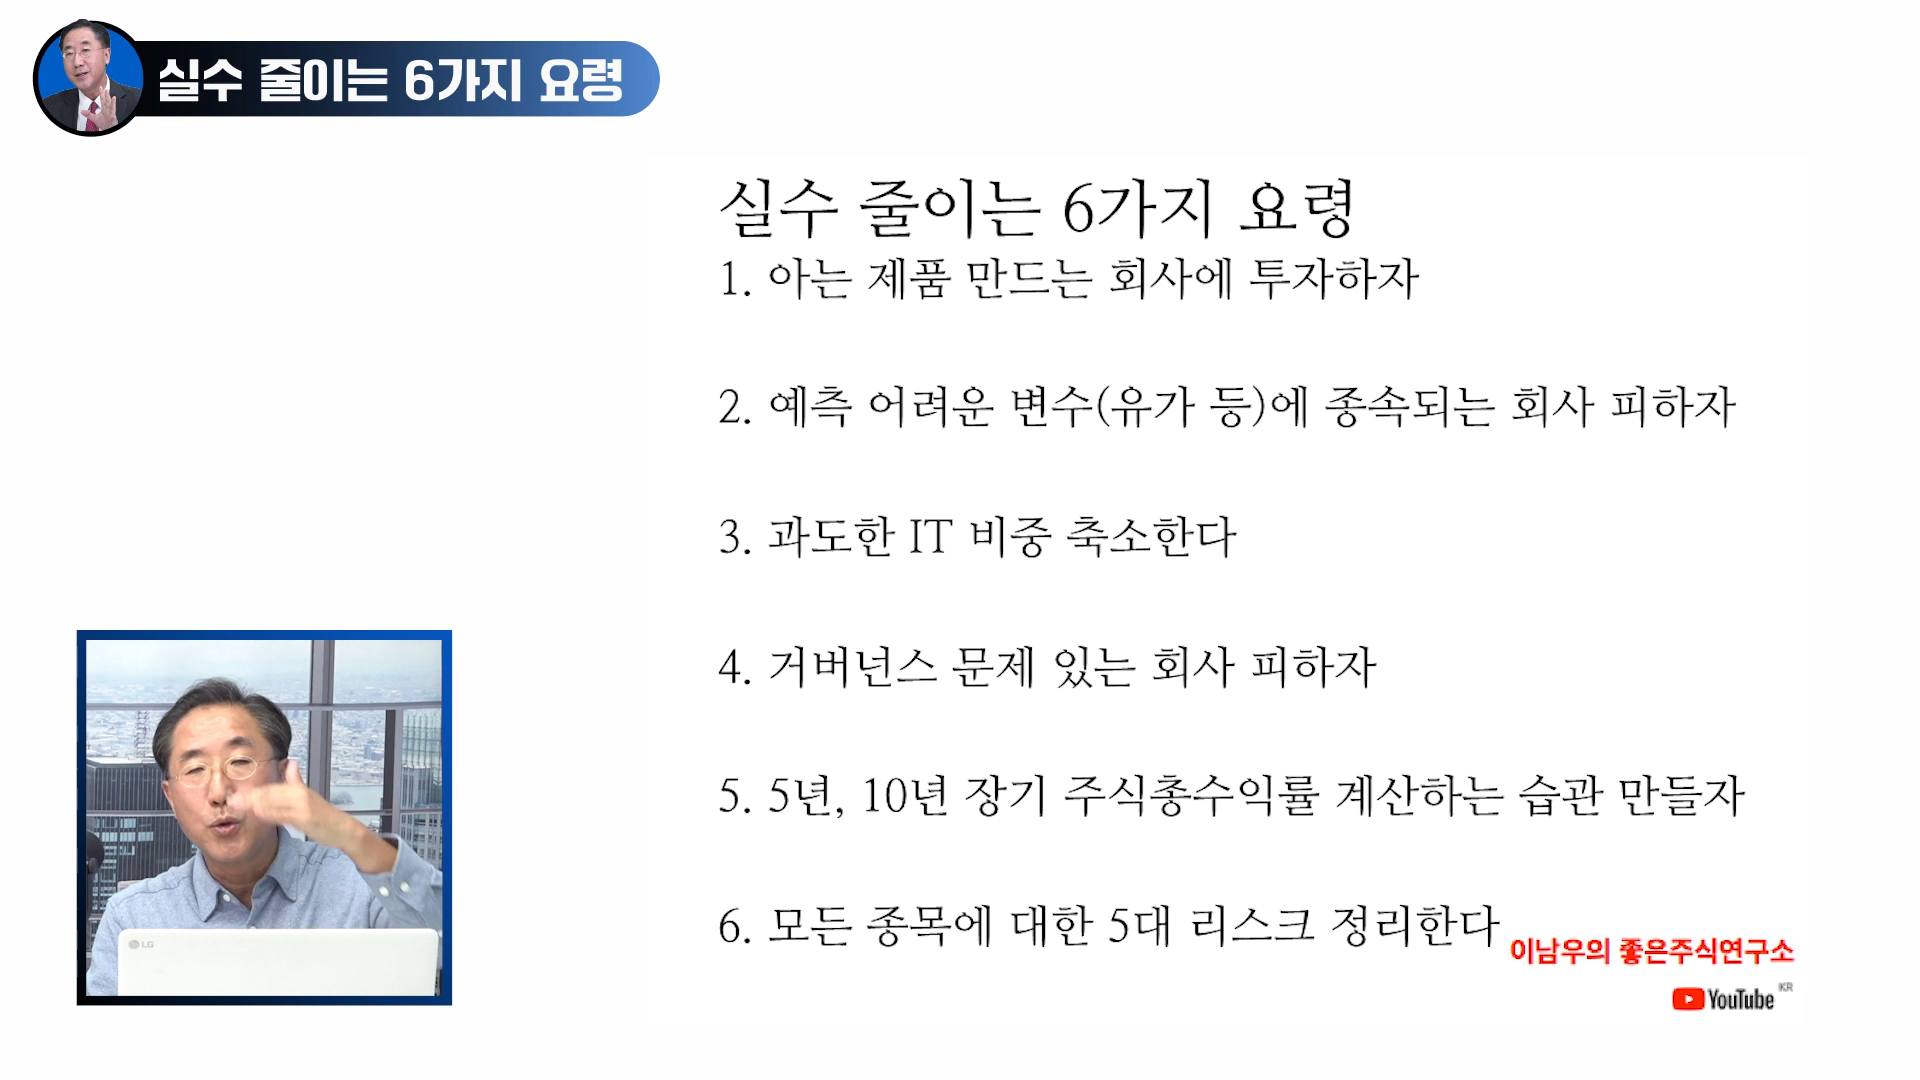 실수 줄이는 6가지 요령
실수 줄이는 6가지 요령
1. 아는 제품 만드는 회사에 투자하자
2. 예측 어려운 변수(유가 등)에 종속되는 회사 피하자
3. 과도한 IT 비중 축소한다
4. 거버넌스 문제 있는 회사 피하자
5. 5년, 10년 장기 주식총수익률 계산하는 습관 만들자
6. 모든 종목에 대한 5대 리스크 정리한다
이남우의 좋은주식연구소
YouTube KR
LG